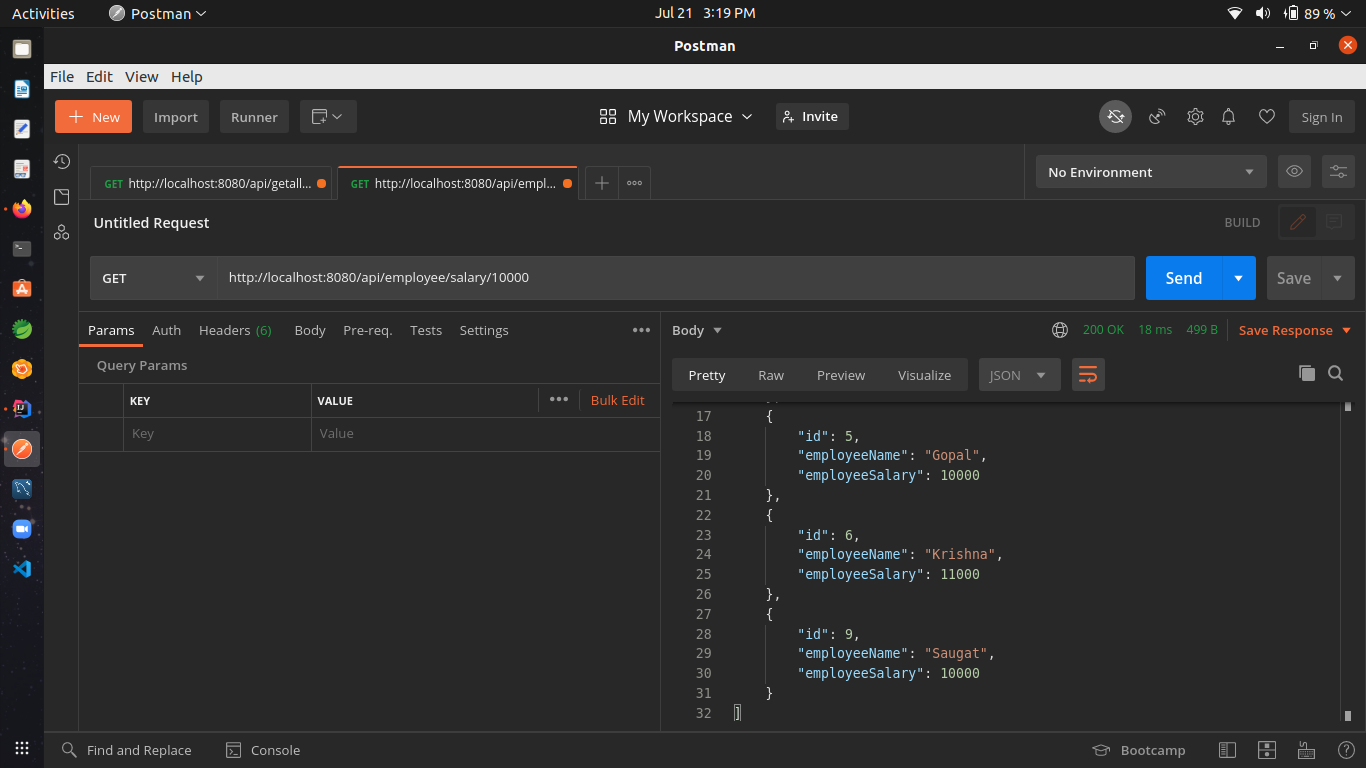 Activities Postman Jul 21 3:19 PM 89 %
Postman
File Edit View Help
New Import Runner My Workspace Invite Sign In
GET http://localhost:8080/api/getall... GET http://localhost:8080/api/empl... No Environment
Untitled Request BUILD
GET http://localhost:8080/api/employee/salary/10000 Send Save
Params Auth Headers (6) Body Pre-req. Tests Settings
Body 200 OK 18 ms 499 B Save Response
Query Params
KEY VALUE Bulk Edit
Key Value
Pretty Raw Preview Visualize JSON
17 {
18 "id": 5,
19 "employeeName": "Gopal",
20 "employeeSalary": 10000
21 },
22 {
23 "id": 6,
24 "employeeName": "Krishna",
25 "employeeSalary": 11000
26 },
27 {
28 "id": 9,
29 "employeeName": "Saugat",
30 "employeeSalary": 10000
31 }
32 ]
Find and Replace Console Bootcamp